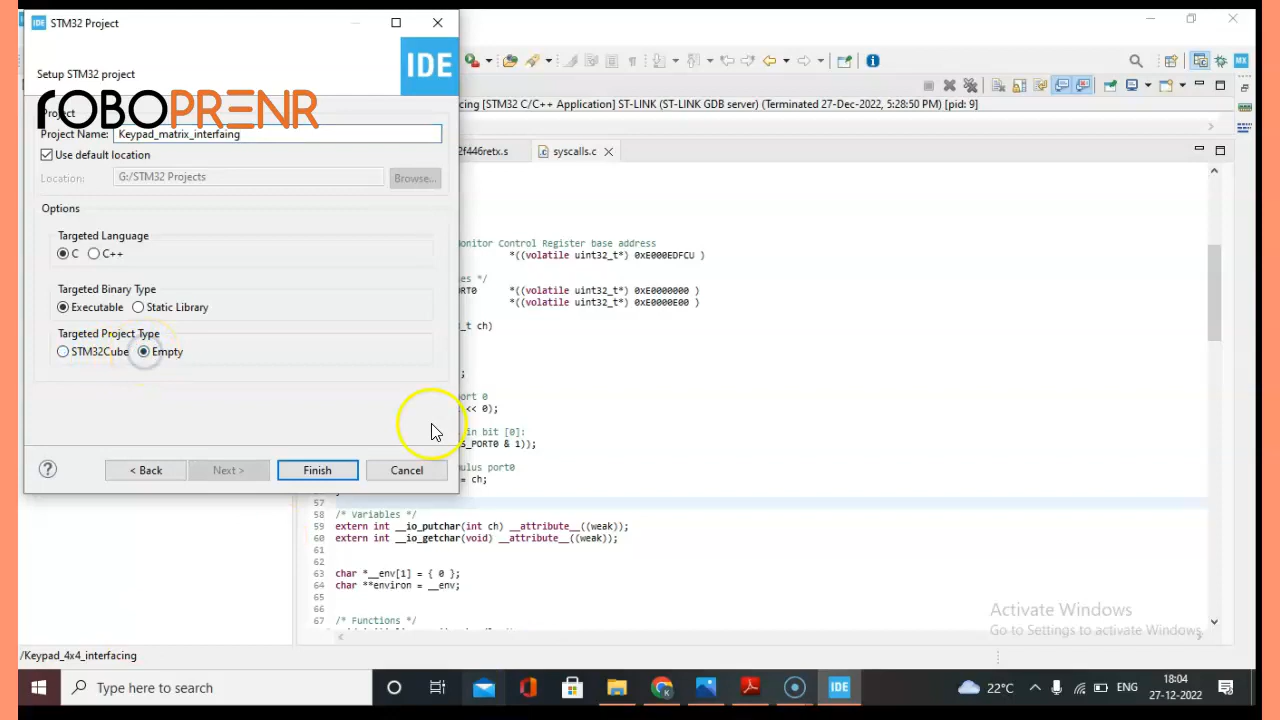 IDE STM32 Project
Setup STM32 project
IDE
ROBOPRENR
Project
Project Name: Keypad_matrix_interfaing
Use default location
Location: G:/STM32 Projects Browse...
Options
Targeted Language
C C++
Targeted Binary Type
Executable Static Library
Targeted Project Type
STM32Cube Empty
< Back Next > Finish Cancel
MX
cing [STM32 C/C++ Application] ST-LINK (ST-LINK GDB server) (Terminated 27-Dec-2022, 5:28:50 PM) [pid: 9]
2f446retx.s syscalls.c
onitor Control Register base address
*((volatile uint32_t*) 0xE000EDFCU )
es */
ORT0 *((volatile uint32_t*) 0xE0000000 )
*((volatile uint32_t*) 0xE0000E00 )
_t ch)
;
ort 0
<< 0);
in bit [0]:
S_PORT0 & 1));
ulus port0
= ch;
57
58 /* Variables */
59 extern int __io_putchar(int ch) __attribute__((weak));
60 extern int __io_getchar(void) __attribute__((weak));
61
62
63 char *__env[1] = { 0 };
64 char **environ = __env;
65
66
67 /* Functions */
Activate Windows
Go to Settings to activate Windows.
/Keypad_4x4_interfacing
Type here to search
IDE
22°C
ENG
18:04
27-12-2022